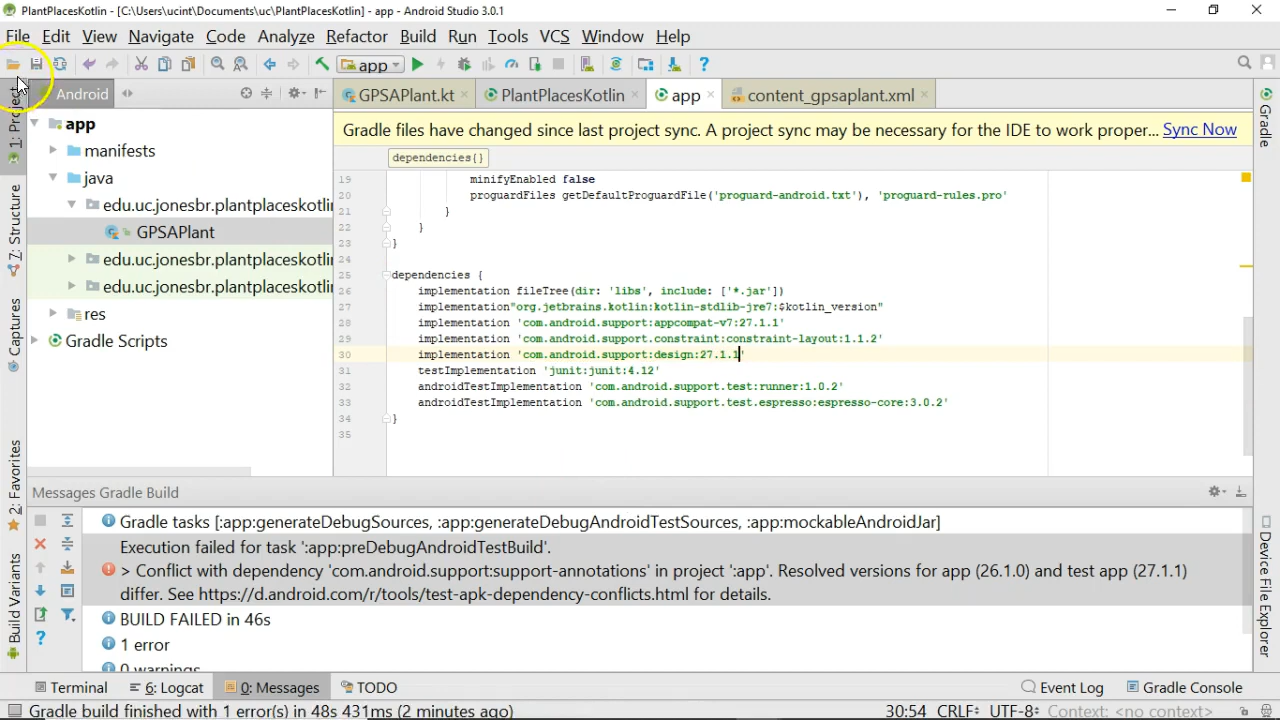 PlantPlacesKotlin - [C:\Users\ucint\Documents\uc\PlantPlacesKotlin] - app - Android Studio 3.0.1
File Edit View Navigate Code Analyze Refactor Build Run Tools VCS Window Help
app
Android
GPSAPlant.kt
PlantPlacesKotlin
app
content_gpsaplant.xml
1: Project
Z: Structure
Captures
2: Favorites
Build Variants
Gradle
Device File Explorer
app
manifests
java
edu.uc.jonesbr.plantplaceskotli
GPSAPlant
edu.uc.jonesbr.plantplaceskotli
edu.uc.jonesbr.plantplaceskotli
res
Gradle Scripts
Gradle files have changed since last project sync. A project sync may be necessary for the IDE to work proper... Sync Now
dependencies{}
19 minifyEnabled false
20 proguardFiles getDefaultProguardFile('proguard-android.txt'), 'proguard-rules.pro'
21 }
22 }
23 }
24
25 dependencies {
26 implementation fileTree(dir: 'libs', include: ['*.jar'])
27 implementation"org.jetbrains.kotlin:kotlin-stdlib-jre7:$kotlin_version"
28 implementation 'com.android.support:appcompat-v7:27.1.1'
29 implementation 'com.android.support.constraint:constraint-layout:1.1.2'
30 implementation 'com.android.support:design:27.1.1'
31 testImplementation 'junit:junit:4.12'
32 androidTestImplementation 'com.android.support.test:runner:1.0.2'
33 androidTestImplementation 'com.android.support.test.espresso:espresso-core:3.0.2'
34 }
35
Messages Gradle Build
Gradle tasks [:app:generateDebugSources, :app:generateDebugAndroidTestSources, :app:mockableAndroidJar]
Execution failed for task ':app:preDebugAndroidTestBuild'.
> Conflict with dependency 'com.android.support:support-annotations' in project ':app'. Resolved versions for app (26.1.0) and test app (27.1.1)
differ. See https://d.android.com/r/tools/test-apk-dependency-conflicts.html for details.
BUILD FAILED in 46s
1 error
0 warnings
Terminal
6: Logcat
0: Messages
TODO
Event Log
Gradle Console
Gradle build finished with 1 error(s) in 48s 431ms (2 minutes ago)
30:54 CRLF UTF-8 Context: <no context>